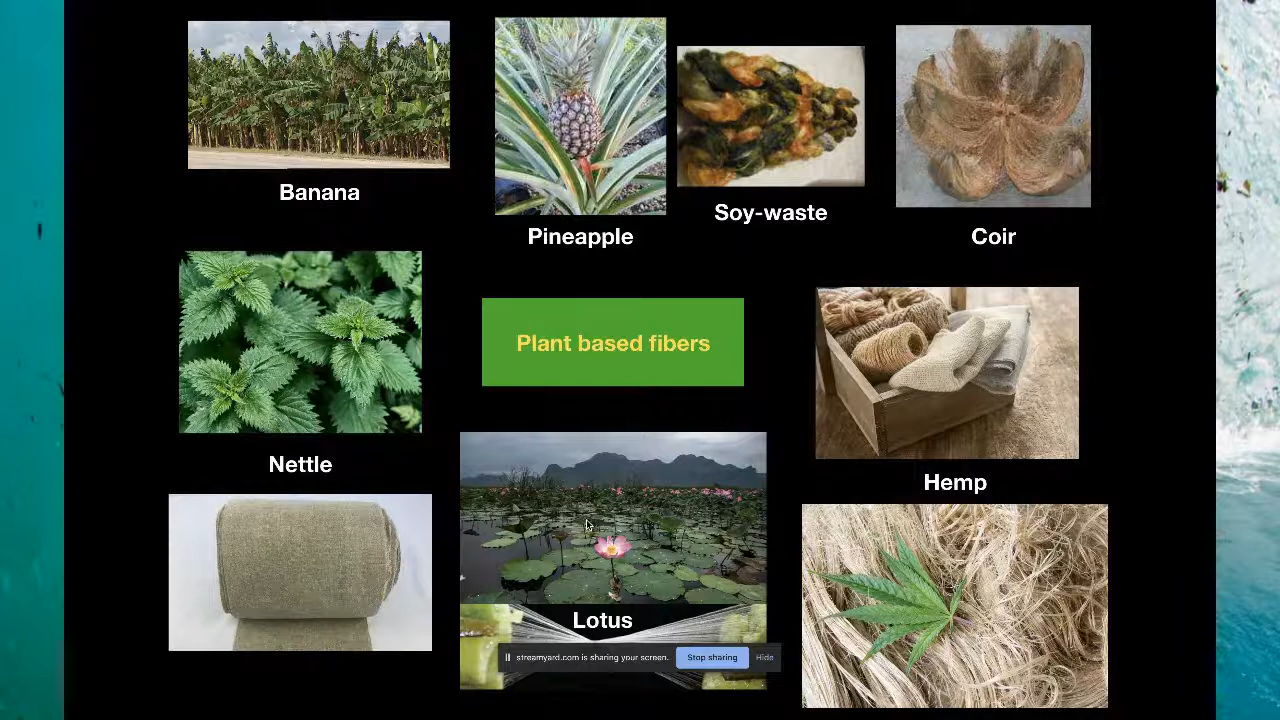 Banana
Pineapple
Soy-waste
Coir
Nettle
Plant based fibers
Hemp
Lotus
streamyard.com is sharing your screen.
Stop sharing
Hide